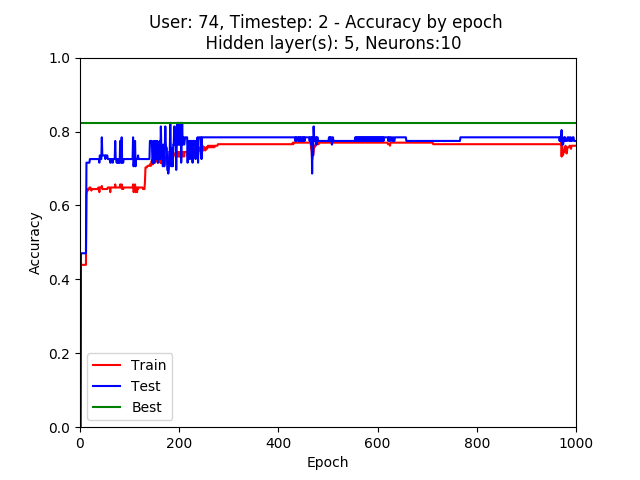 User: 74, Timestep: 2 - Accuracy by epoch
Hidden layer(s): 5, Neurons:10
1.0
0.8
0.6
0.4
0.2
0.0
Accuracy
Train
Test
Best
0 200 400 600 800 1000
Epoch